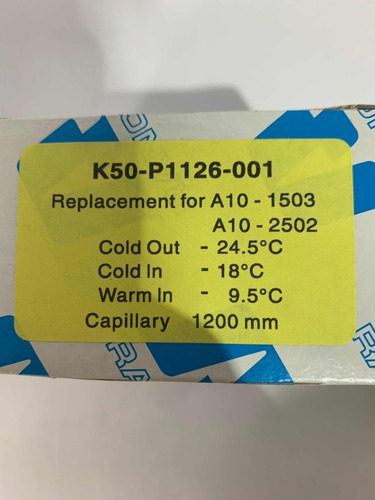 K50-P1126-001
Replacement for A10 - 1503
A10 - 2502
Cold Out - 24.5°C
Cold In - 18°C
Warm In - 9.5°C
Capillary 1200 mm